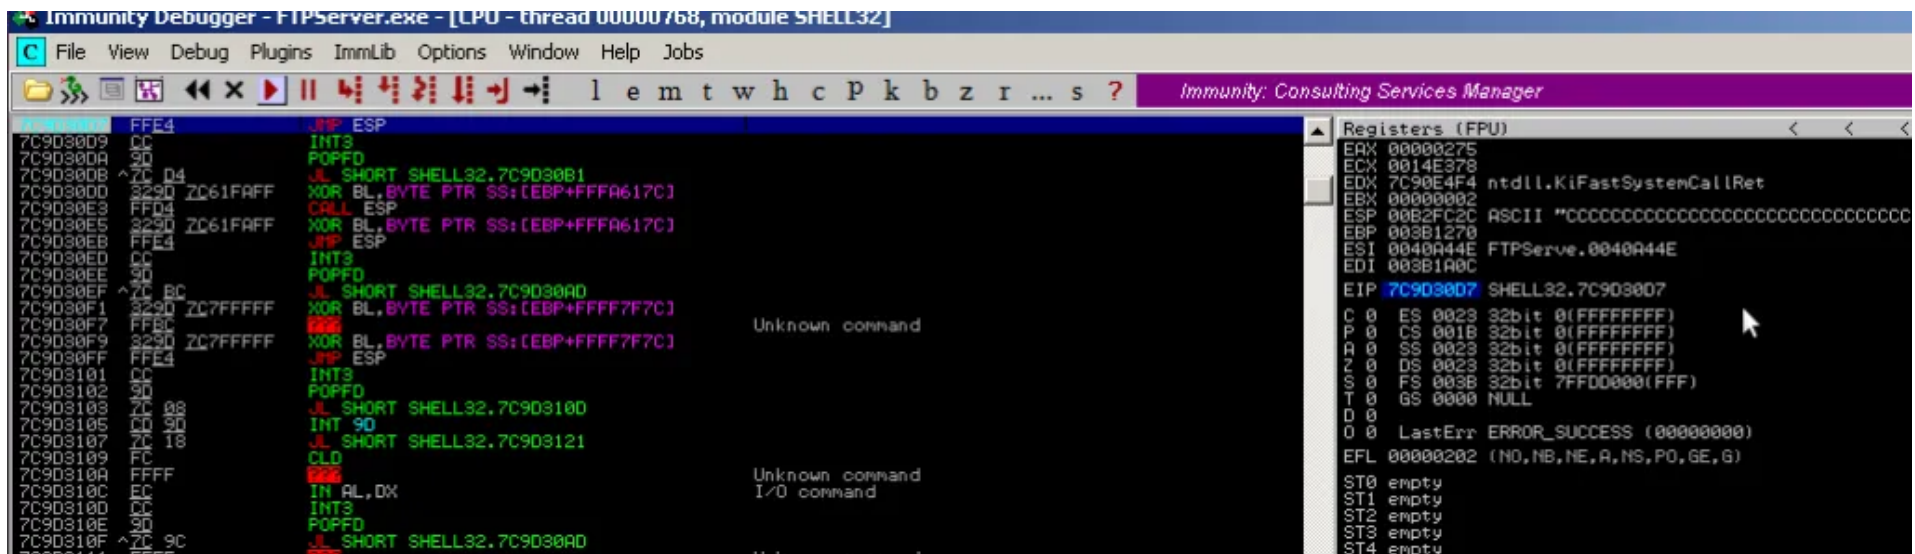 Immunity Debugger - FTPServer.exe - [CPU - thread 00000768, module SHELL32]
C File View Debug Plugins ImmLib Options Window Help Jobs
l e m t w h c P k b z r ... s ? Immunity: Consulting Services Manager
7C9D30D7 FFE4 JMP ESP
7C9D30D9 CC INT3
7C9D30DA 9D POPFD
7C9D30DB ^7C D4 JL SHORT SHELL32.7C9D30B1
7C9D30DD 329D 7C61FAFF XOR BL,BYTE PTR SS:[EBP+FFFA617C]
7C9D30E3 FFD4 CALL ESP
7C9D30E5 329D 7C61FAFF XOR BL,BYTE PTR SS:[EBP+FFFA617C]
7C9D30EB FFE4 JMP ESP
7C9D30ED CC INT3
7C9D30EE 9D POPFD
7C9D30EF ^7C BC JL SHORT SHELL32.7C9D30AD
7C9D30F1 329D 7C7FFFFF XOR BL,BYTE PTR SS:[EBP+FFFF7F7C]
7C9D30F7 FFBC ??? Unknown command
7C9D30F9 329D 7C7FFFFF XOR BL,BYTE PTR SS:[EBP+FFFF7F7C]
7C9D30FF FFE4 JMP ESP
7C9D3101 CC INT3
7C9D3102 9D POPFD
7C9D3103 7C 08 JL SHORT SHELL32.7C9D310D
7C9D3105 CD 9D INT 9D
7C9D3107 7C 18 JL SHORT SHELL32.7C9D3121
7C9D3109 FC CLD
7C9D310A FFFF ??? Unknown command
7C9D310C EC IN AL,DX I/O command
7C9D310D CC INT3
7C9D310E 9D POPFD
7C9D310F ^7C 9C JL SHORT SHELL32.7C9D30AD
Registers (FPU) < < <
EAX 00000275
ECX 0014E378
EDX 7C90E4F4 ntdll.KiFastSystemCallRet
EBX 00000002
ESP 00B2FC2C ASCII "CCCCCCCCCCCCCCCCCCCCCCCCCCCCCCCCCC
EBP 003B1270
ESI 0040A44E FTPServe.0040A44E
EDI 003B1A0C
EIP 7C9D30D7 SHELL32.7C9D30D7
C 0 ES 0023 32bit 0(FFFFFFFF)
P 0 CS 001B 32bit 0(FFFFFFFF)
A 0 SS 0023 32bit 0(FFFFFFFF)
Z 0 DS 0023 32bit 0(FFFFFFFF)
S 0 FS 003B 32bit 7FFDD000(FFF)
T 0 GS 0000 NULL
D 0
O 0 LastErr ERROR_SUCCESS (00000000)
EFL 00000202 (NO,NB,NE,A,NS,PO,GE,G)
ST0 empty
ST1 empty
ST2 empty
ST3 empty
ST4 empty